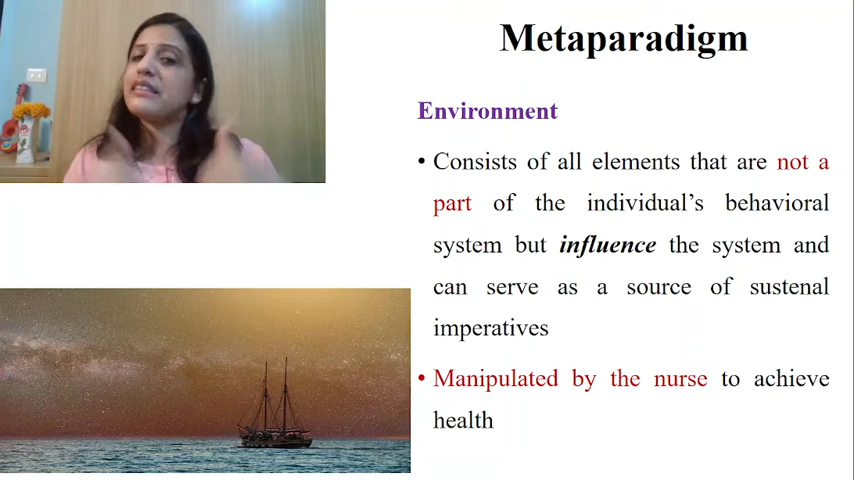 Metaparadigm
Environment
• Consists of all elements that are not a
part of the individual’s behavioral
system but influence the system and
can serve as a source of sustenal
imperatives
• Manipulated by the nurse to achieve
health